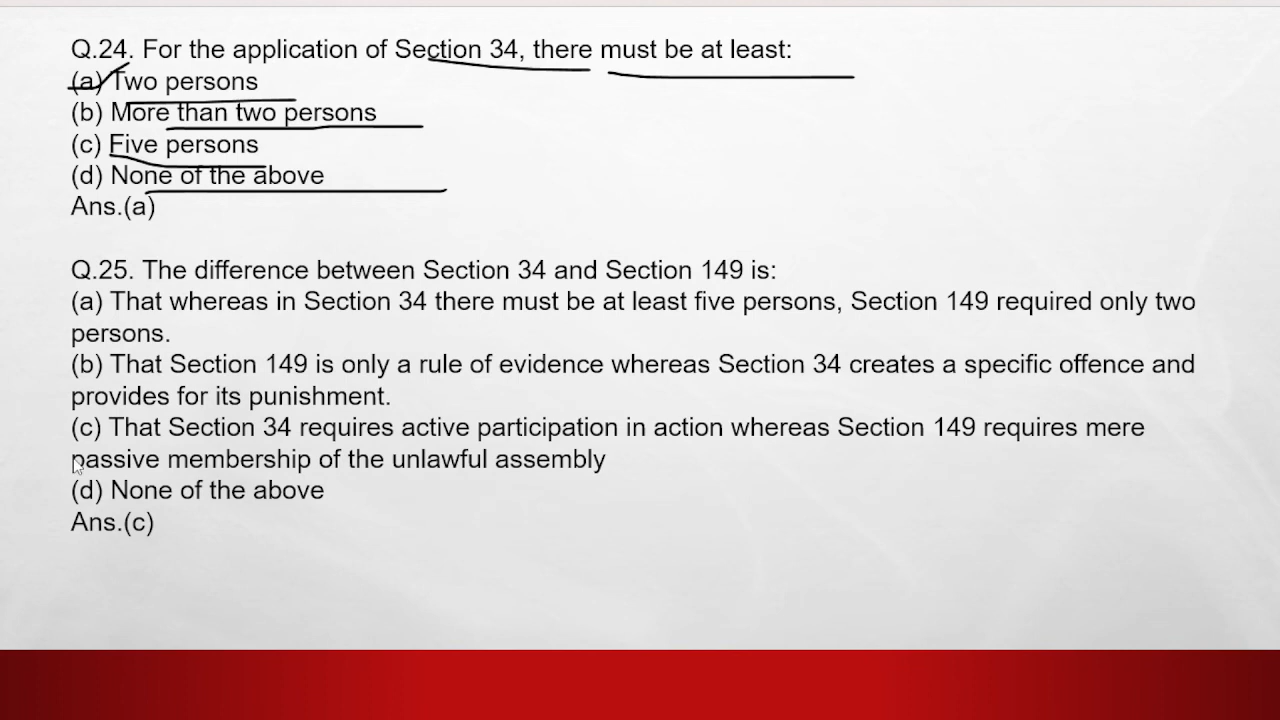 Q.24. For the application of Section 34, there must be at least:
(a) Two persons
(b) More than two persons
(c) Five persons
(d) None of the above
Ans.(a)
Q.25. The difference between Section 34 and Section 149 is:
(a) That whereas in Section 34 there must be at least five persons, Section 149 required only two
persons.
(b) That Section 149 is only a rule of evidence whereas Section 34 creates a specific offence and
provides for its punishment.
(c) That Section 34 requires active participation in action whereas Section 149 requires mere
passive membership of the unlawful assembly
(d) None of the above
Ans.(c)